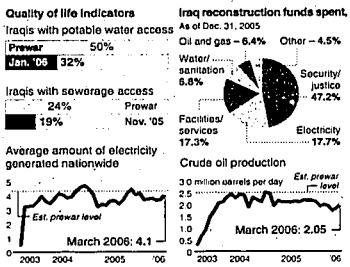 Quality of life indicators
Iraqis with potable water access
Prewar 50%
Jan. '06 32%
Iraqis with sewerage access
24% Prewar
19% Nov. '05
Average amount of electricity
generated nationwide
5
4
3
2
1
0
Est. prewar level
March 2006: 4.1
2003 2004 2005 '06
Iraq reconstruction funds spent,
As of Dec. 31, 2005
Oil and gas – 6.4% Other – 4.5%
Water/
sanitation
6.8%
Security/
justice
47.2%
Facilities/
services
17.3%
Electricity
17.7%
Crude oil production
3.0 million barrels per day
Est. prewar
level
2.5
2.0
1.5
1.0
0.5
0
March 2006: 2.05
2003 2004 2005 '06